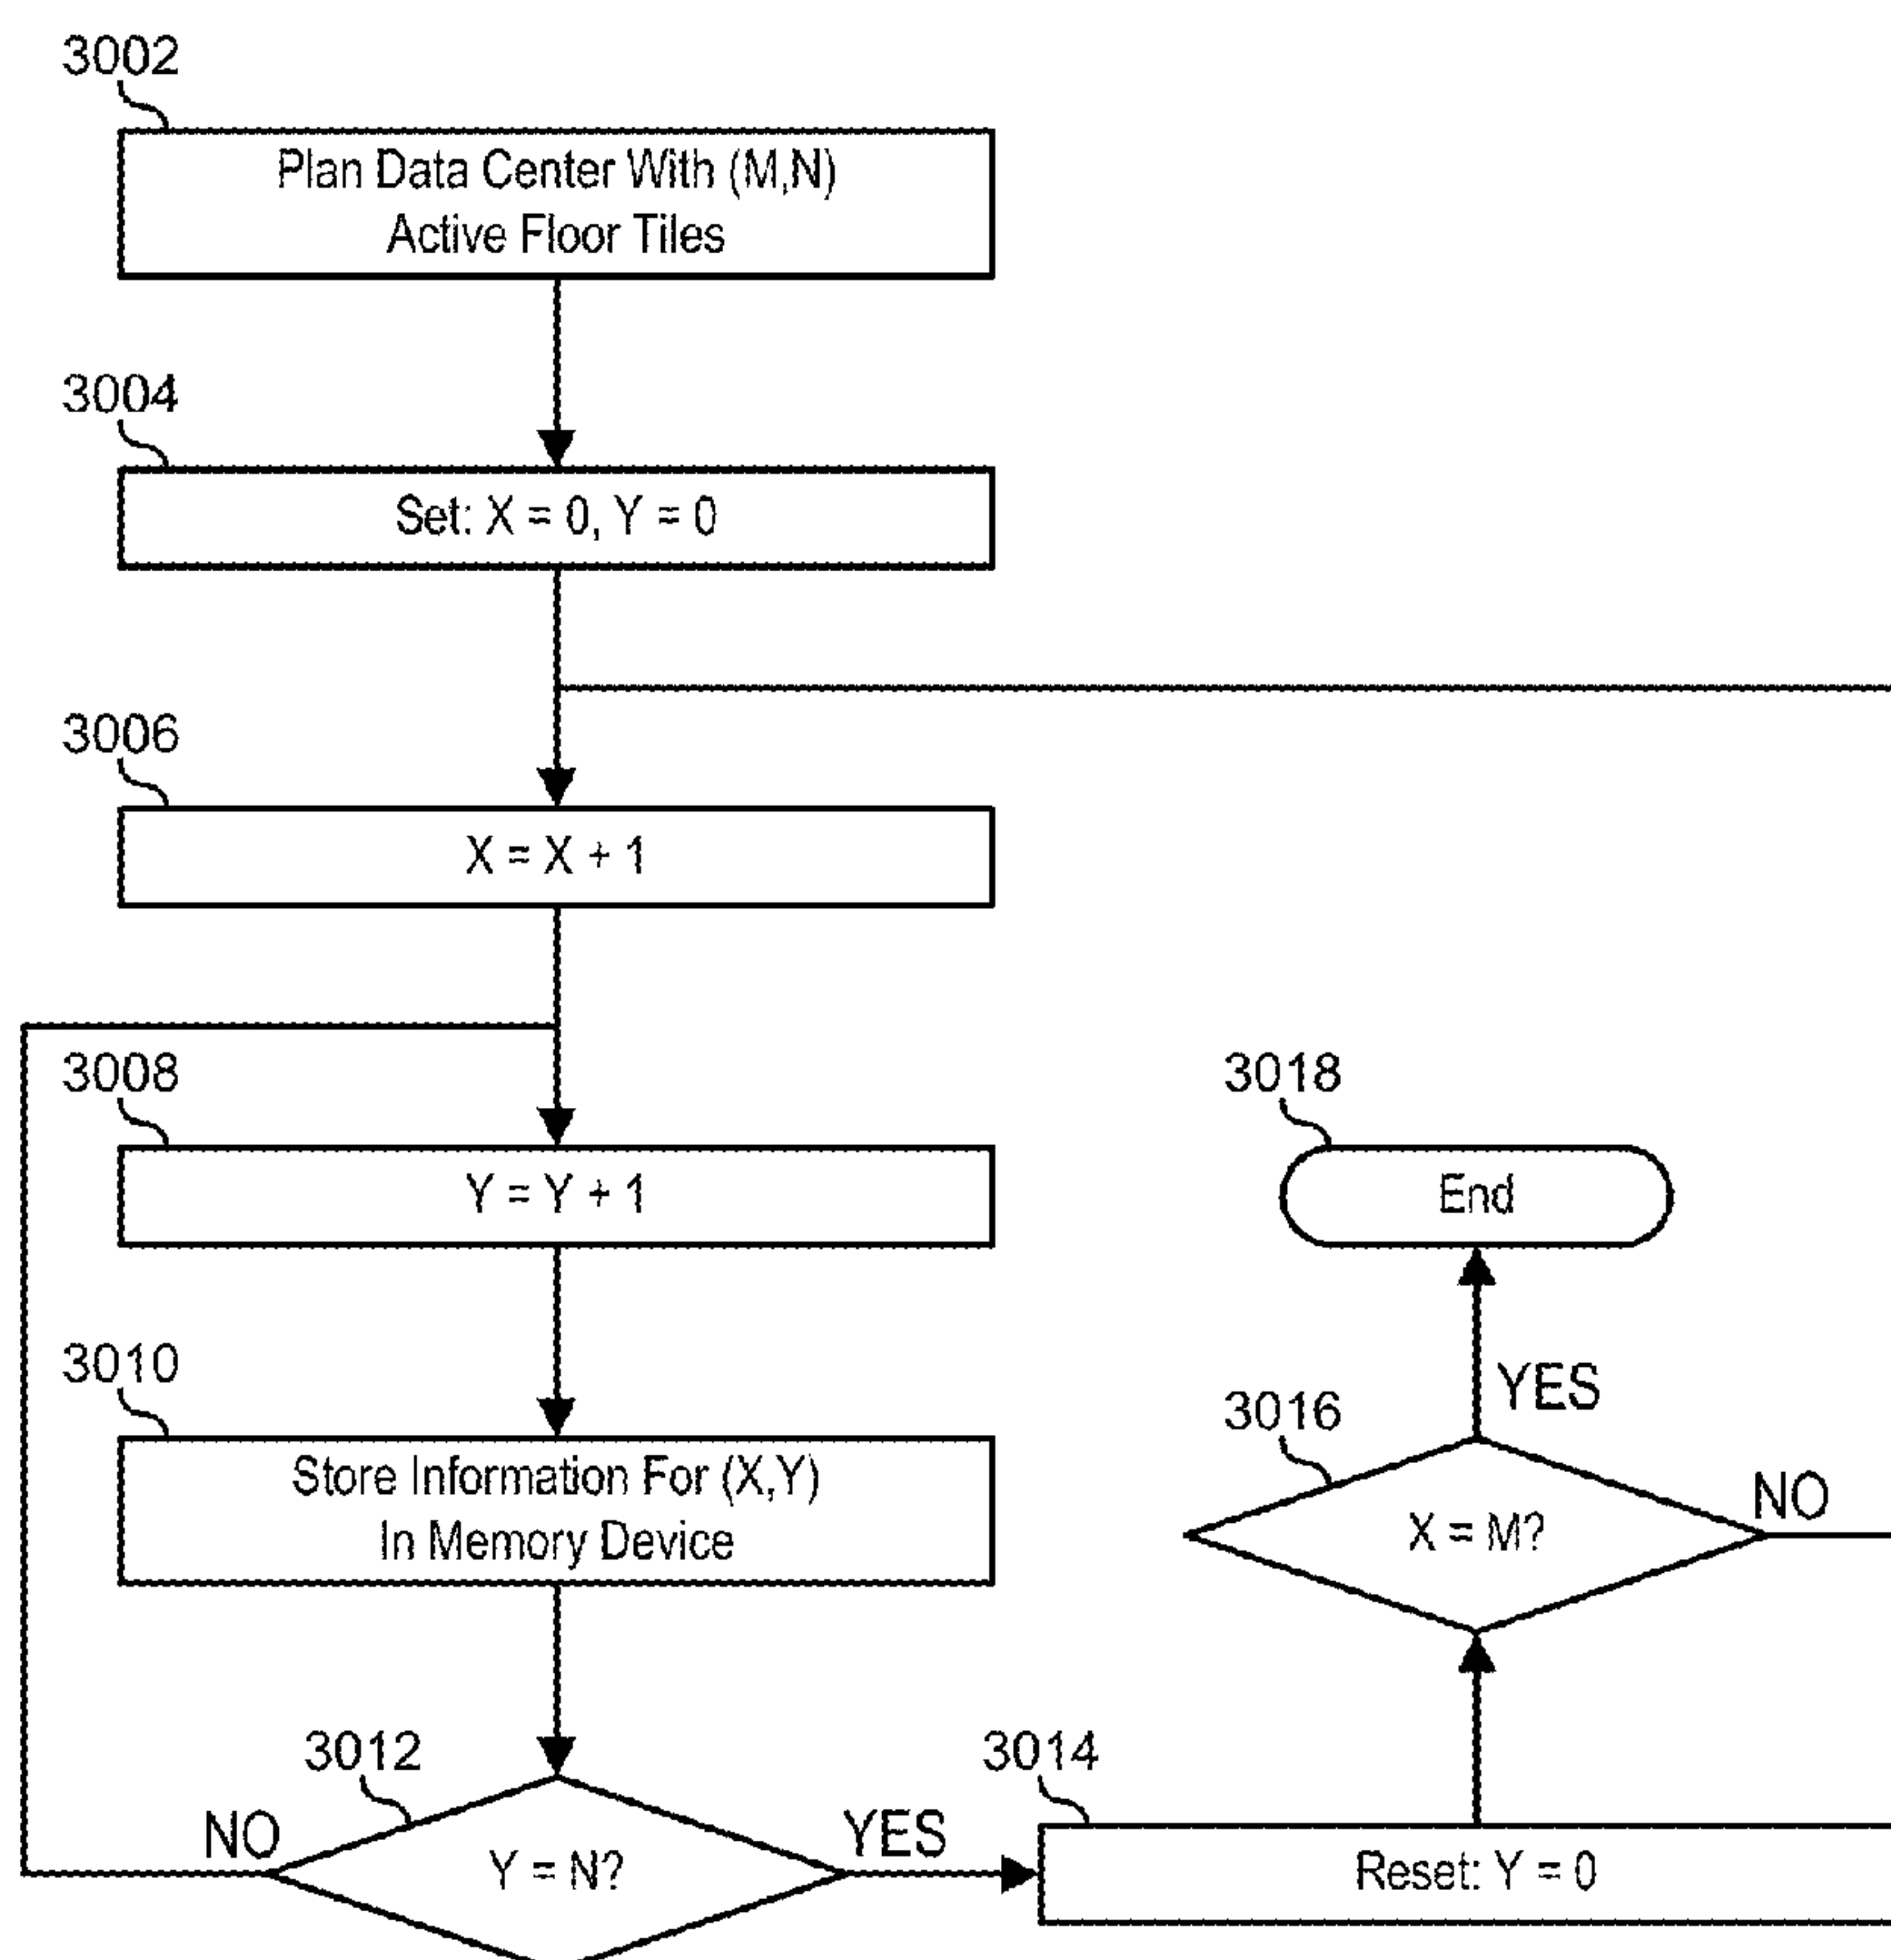 3002
Plan Data Center With (M,N)
Active Floor Tiles
3004
Set: X = 0, Y = 0
3006
X = X + 1
3008
Y = Y + 1
3010
Store Information For (X,Y)
In Memory Device
3012
Y = N?
NO
YES
3014
Reset: Y = 0
3016
X = M?
NO
YES
3018
End